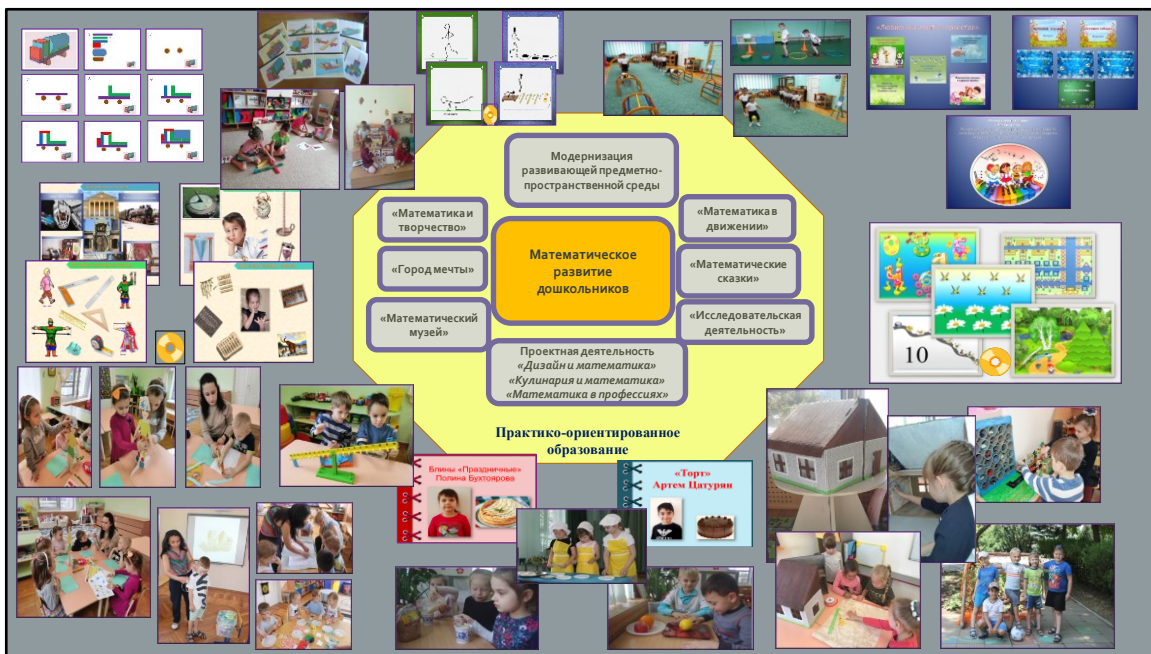 Модернизация
развивающей предметно-
пространственной среды
«Математика и
творчество»
«Математика в
движении»
Математическое
развитие
дошкольников
«Город мечты»
«Математические
сказки»
«Математический
музей»
«Исследовательская
деятельность»
Проектная деятельность
«Дизайн и математика»
«Кулинария и математика»
«Математика в профессиях»
Практико-ориентированное
образование
10
Блины «Праздничные»
Полина Бухтоярова
«Торт»
Артем Цатурян